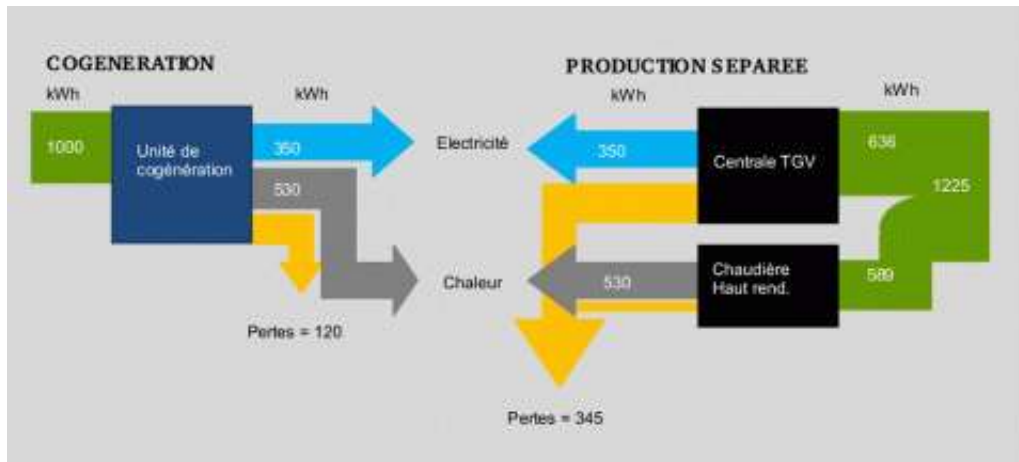 COGENERATION
kWh
kWh
1000
Unité de
cogénération
350
530
Pertes = 120
Electricité
Chaleur
PRODUCTION SEPAREE
kWh
kWh
350
Centrale TGV
636
1225
530
Chaudière
Haut rend.
589
Pertes = 345